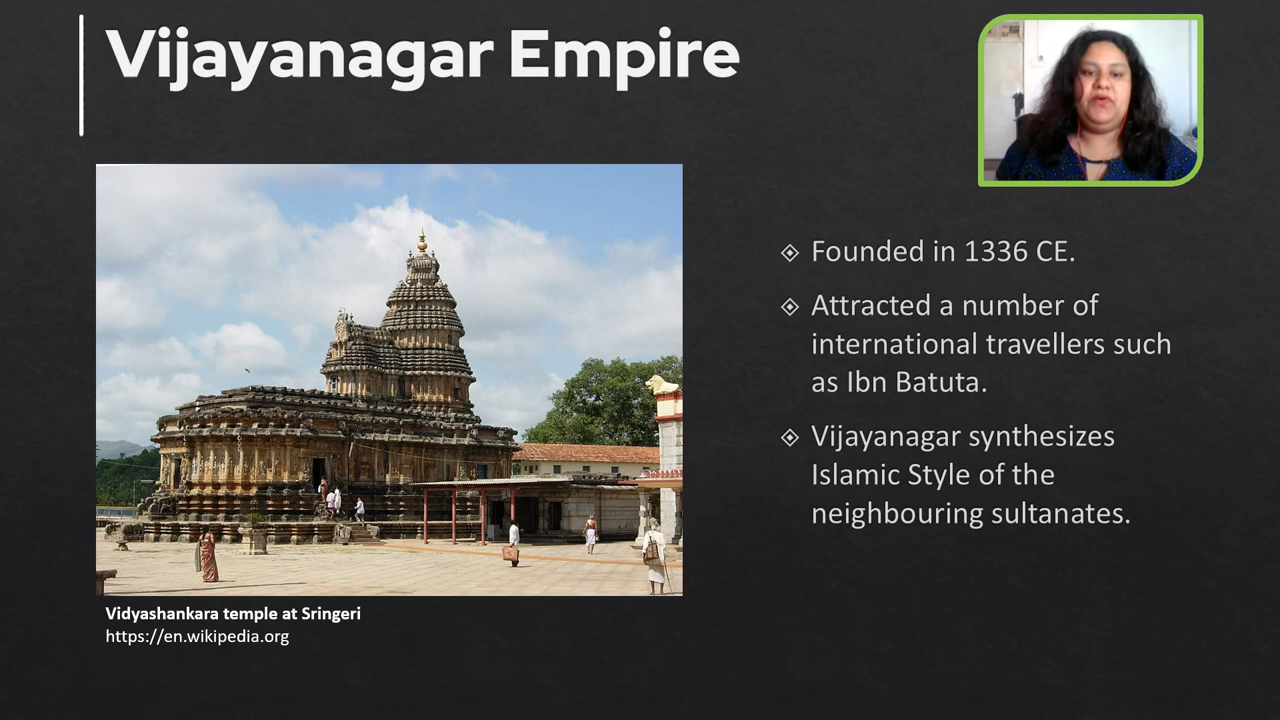 Vijayanagar Empire
Founded in 1336 CE.
Attracted a number of
international travellers such
as Ibn Batuta.
Vijayanagar synthesizes
Islamic Style of the
neighbouring sultanates.
Vidyashankara temple at Sringeri
https://en.wikipedia.org